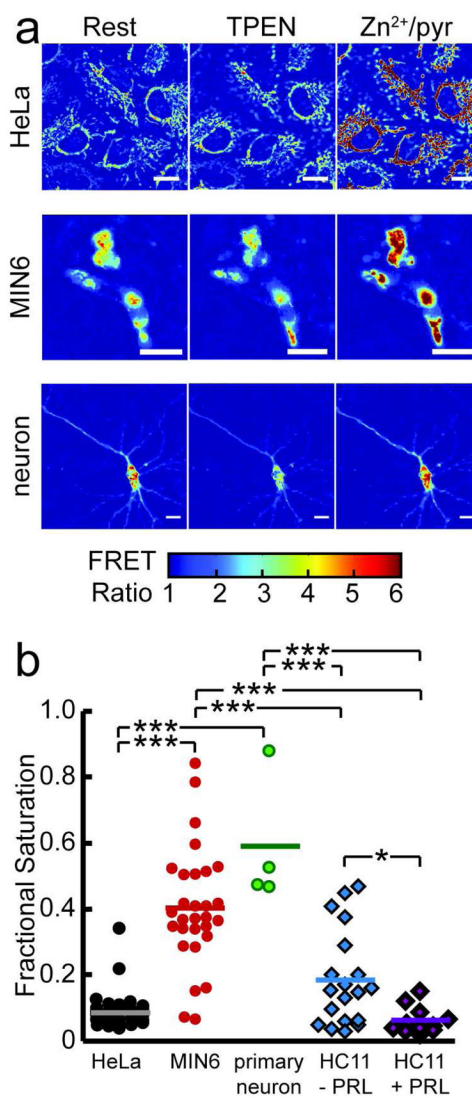 a
Rest TPEN Zn²⁺/pyr
HeLa
MIN6
neuron
FRET
Ratio
1 2 3 4 5 6
b
***
***
***
***
***
***
*
Fractional Saturation
1.0
0.8
0.6
0.4
0.2
0
HeLa MIN6 primary neuron HC11 - PRL HC11 + PRL